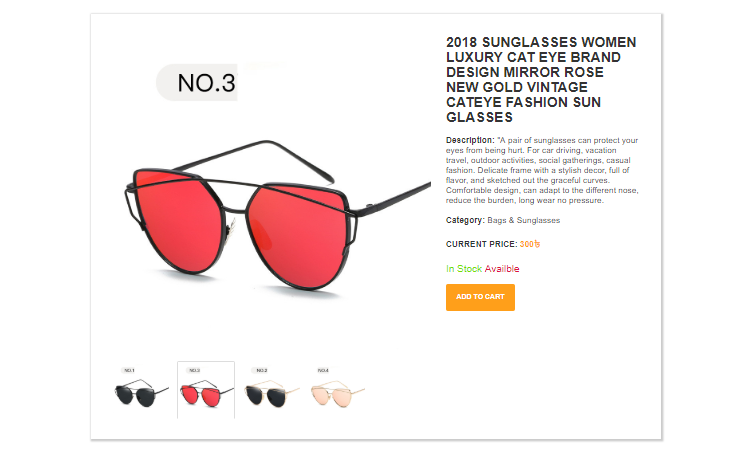 2018 SUNGLASSES WOMEN
LUXURY CAT EYE BRAND
DESIGN MIRROR ROSE
NEW GOLD VINTAGE
CATEYE FASHION SUN
GLASSES
NO.3
Description: "A pair of sunglasses can protect your
eyes from being hurt. For car driving, vacation
travel, outdoor activities, social gatherings, casual
fashion. Delicate frame with a stylish decor, full of
flavor, and sketched out the graceful curves.
Comfortable design, can adapt to the different nose,
reduce the burden, long wear no pressure.
Category: Bags & Sunglasses
CURRENT PRICE: 300৳
In Stock Availble
ADD TO CART
NO.1
NO.4